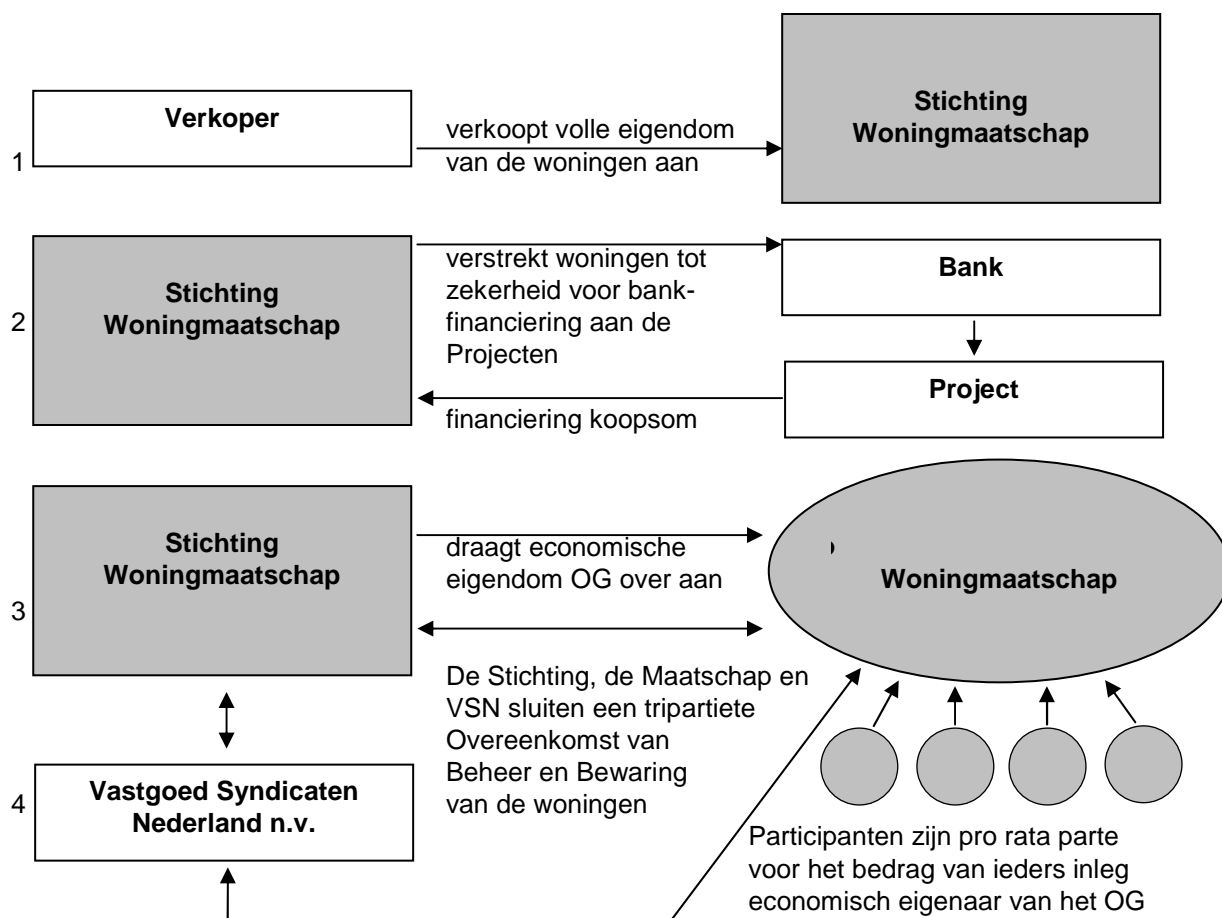 Verkoper
1
verkoopt volle eigendom
van de woningen aan
Stichting
Woningmaatschap
2
Stichting
Woningmaatschap
verstrekt woningen tot
zekerheid voor bank-
financiering aan de
Projecten
Bank
Project
financiering koopsom
3
Stichting
Woningmaatschap
draagt economische
eigendom OG over aan
Woningmaatschap
De Stichting, de Maatschap en
VSN sluiten een tripartiete
Overeenkomst van
Beheer en Bewaring
van de woningen
4
Vastgoed Syndicaten
Nederland n.v.
Participanten zijn pro rata parte
voor het bedrag van ieders inleg
economisch eigenaar van het OG